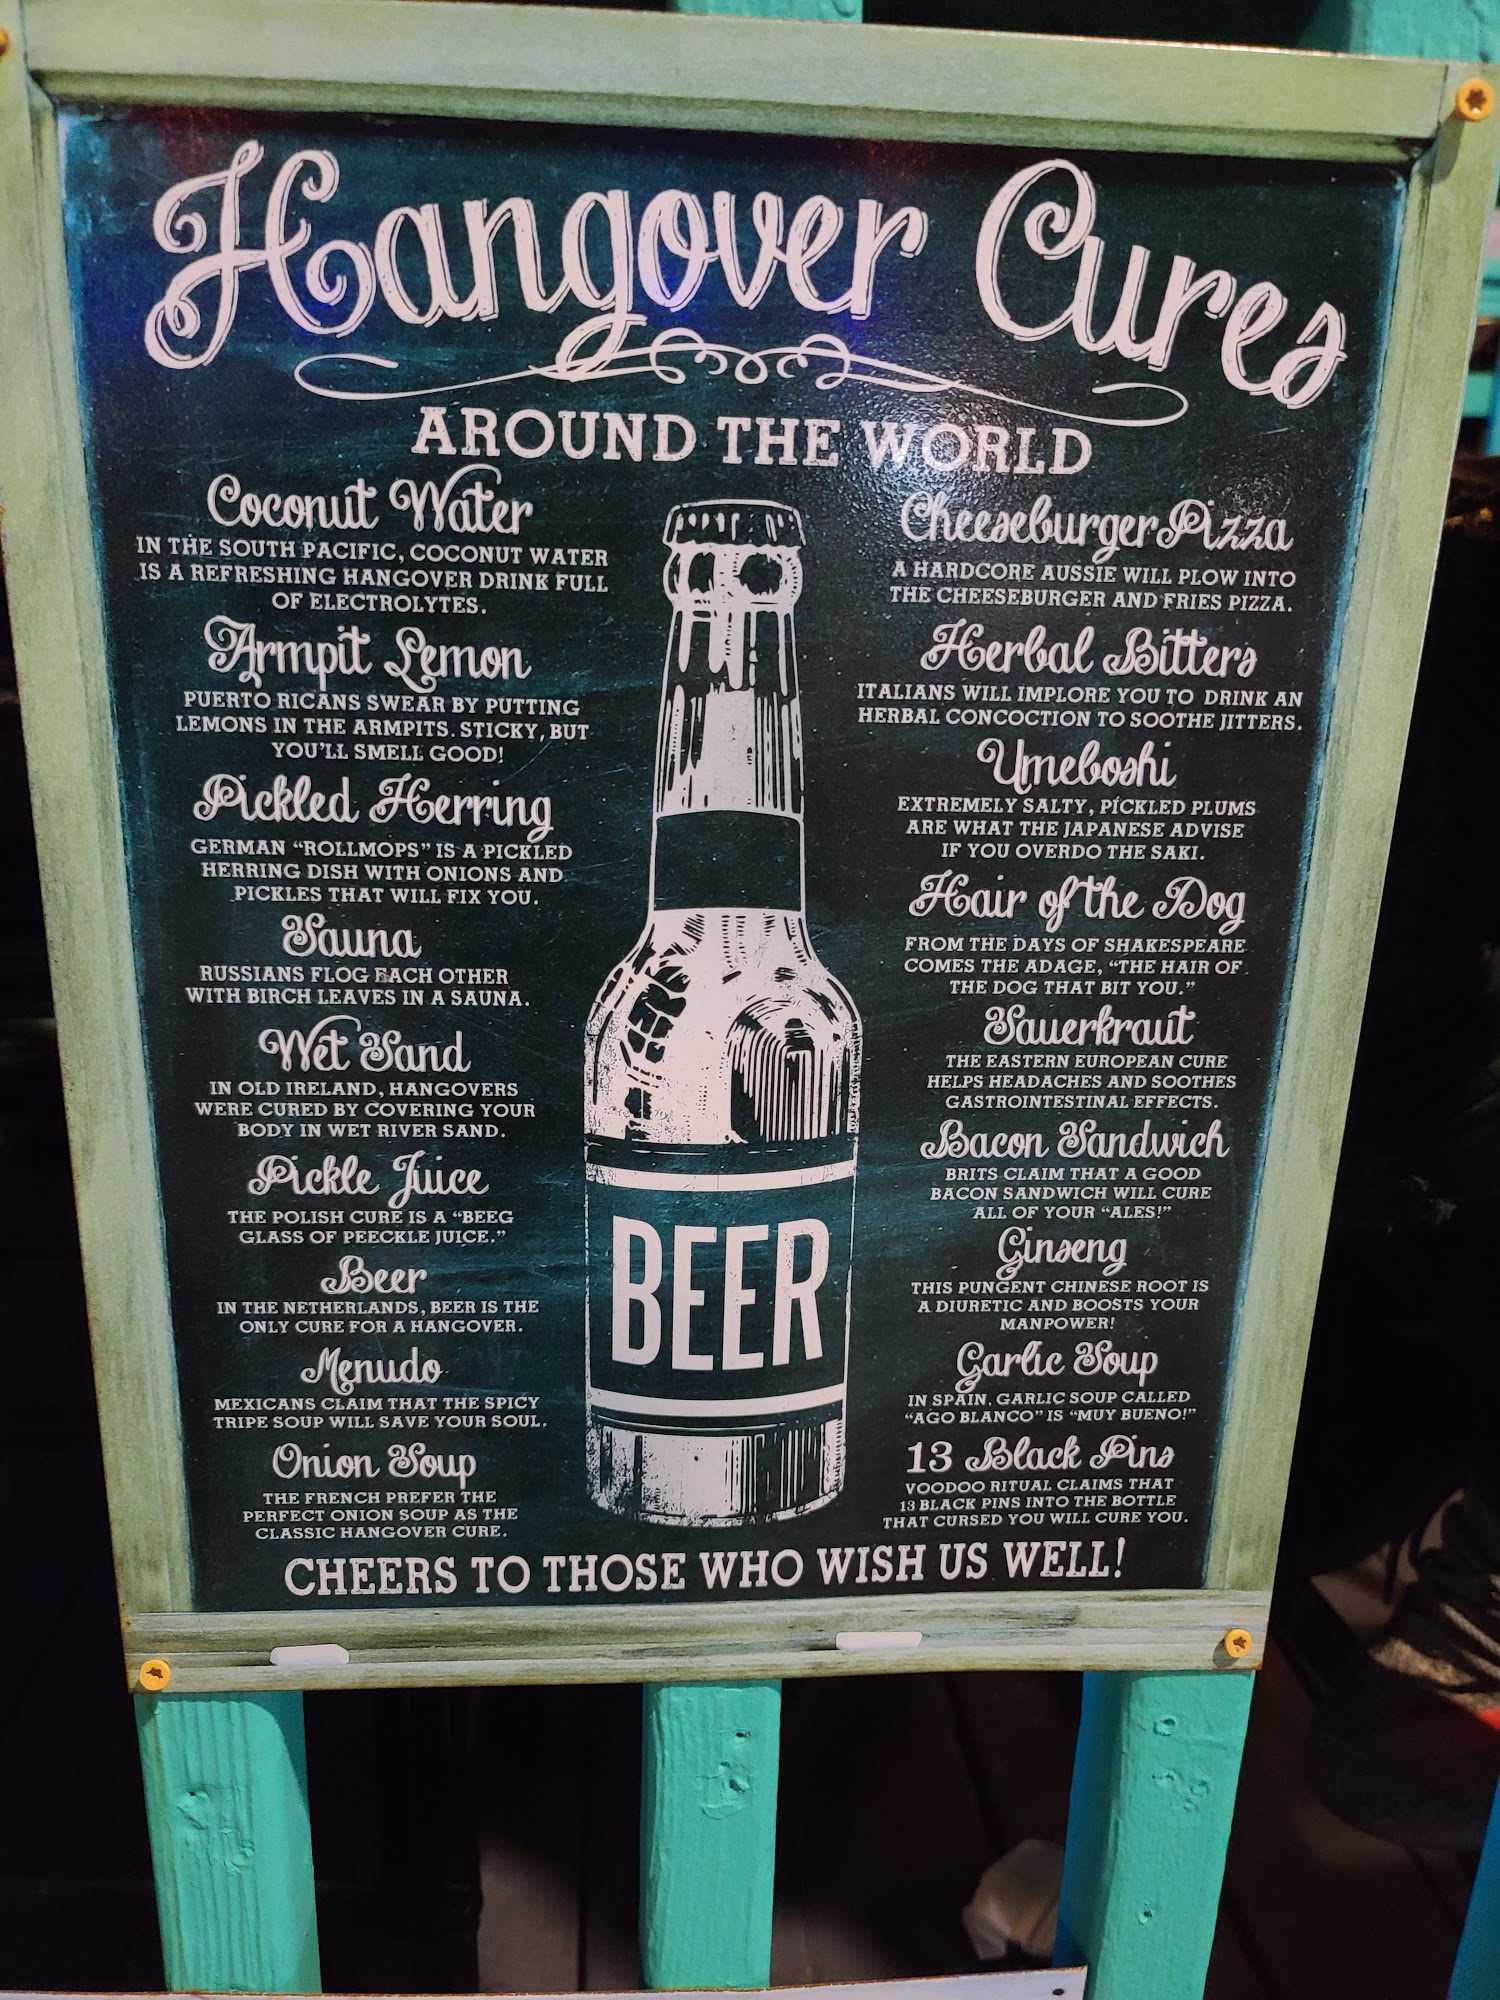 Hangover Cures
AROUND THE WORLD
Coconut Water
IN THE SOUTH PACIFIC, COCONUT WATER
IS A REFRESHING HANGOVER DRINK FULL
OF ELECTROLYTES.
Armpit Lemon
PUERTO RICANS SWEAR BY PUTTING
LEMONS IN THE ARMPITS. STICKY, BUT
YOU'LL SMELL GOOD!
Pickled Herring
GERMAN "ROLLMOPS" IS A PICKLED
HERRING DISH WITH ONIONS AND
PICKLES THAT WILL FIX YOU.
Sauna
RUSSIANS FLOG EACH OTHER
WITH BIRCH LEAVES IN A SAUNA.
Wet Sand
IN OLD IRELAND, HANGOVERS
WERE CURED BY COVERING YOUR
BODY IN WET RIVER SAND.
Pickle Juice
THE POLISH CURE IS A "BEEG
GLASS OF PEECKLE JUICE."
Beer
IN THE NETHERLANDS, BEER IS THE
ONLY CURE FOR A HANGOVER.
Menudo
MEXICANS CLAIM THAT THE SPICY
TRIPE SOUP WILL SAVE YOUR SOUL.
Onion Soup
THE FRENCH PREFER THE
PERFECT ONION SOUP AS THE
CLASSIC HANGOVER CURE.
BEER
Cheeseburger Pizza
A HARDCORE AUSSIE WILL PLOW INTO
THE CHEESEBURGER AND FRIES PIZZA.
Herbal Bitters
ITALIANS WILL IMPLORE YOU TO DRINK AN
HERBAL CONCOCTION TO SOOTHE JITTERS.
Umeboshi
EXTREMELY SALTY, PICKLED PLUMS
ARE WHAT THE JAPANESE ADVISE
IF YOU OVERDO THE SAKI.
Hair of the Dog
FROM THE DAYS OF SHAKESPEARE
COMES THE ADAGE, "THE HAIR OF
THE DOG THAT BIT YOU."
Sauerkraut
THE EASTERN EUROPEAN CURE
HELPS HEADACHES AND SOOTHES
GASTROINTESTINAL EFFECTS.
Bacon Sandwich
BRITS CLAIM THAT A GOOD
BACON SANDWICH WILL CURE
ALL OF YOUR "ALES!"
Ginseng
THIS PUNGENT CHINESE ROOT IS
A DIURETIC AND BOOSTS YOUR
MANPOWER!
Garlic Soup
IN SPAIN, GARLIC SOUP CALLED
"AGO BLANCO" IS "MUY BUENO!"
13 Black Pins
VOODOO RITUAL CLAIMS THAT
13 BLACK PINS INTO THE BOTTLE
THAT CURSED YOU WILL CURE YOU.
CHEERS TO THOSE WHO WISH US WELL!